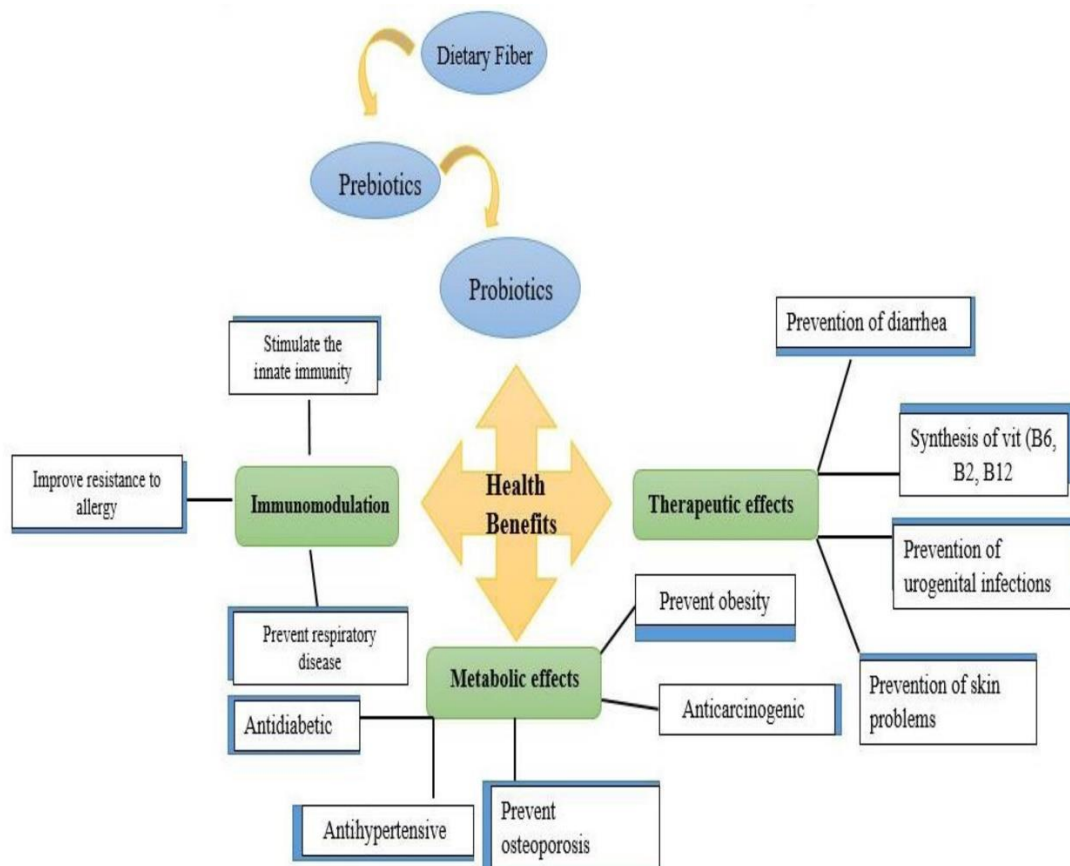 Dietary Fiber
Prebiotics
Probiotics
Health
Benefits
Immunomodulation
Stimulate the
innate immunity
Improve resistance to
allergy
Prevent respiratory
disease
Therapeutic effects
Prevention of diarrhea
Synthesis of vit (B6,
B2, B12
Prevention of
urogenital infections
Prevention of skin
problems
Metabolic effects
Prevent obesity
Anticarcinogenic
Antidiabetic
Antihypertensive
Prevent
osteoporosis